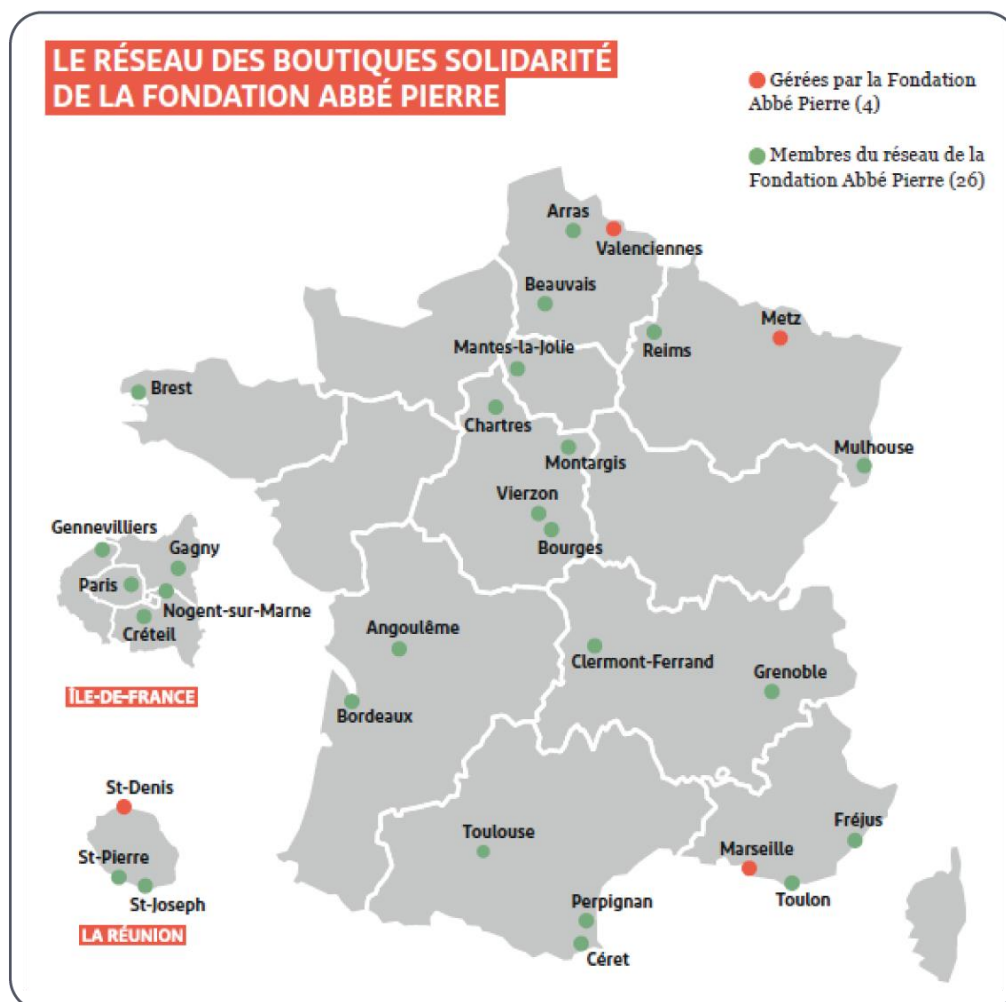 LE RÉSEAU DES BOUTIQUES SOLIDARITÉ
DE LA FONDATION ABBÉ PIERRE
Gérées par la Fondation
Abbé Pierre (4)
Membres du réseau de la
Fondation Abbé Pierre (26)
Arras
Valenciennes
Beauvais
Metz
Reims
Mantes-la-Jolie
Brest
Chartres
Mulhouse
Montargis
Vierzon
Bourges
Gennevilliers
Gagny
Paris
Nogent-sur-Marne
Créteil
ÎLE-DE-FRANCE
Angoulême
Clermont-Ferrand
Grenoble
Bordeaux
St-Denis
St-Pierre
St-Joseph
LA RÉUNION
Toulouse
Fréjus
Marseille
Toulon
Perpignan
Céret